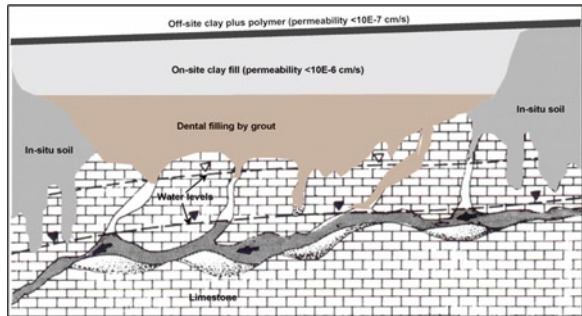 Off-site clay plus polymer (permeability <10E-7 cm/s)
On-site clay fill (permeability <10E-6 cm/s)
In-situ soil
Dental filling by grout
In-situ soil
Water levels
Limestone